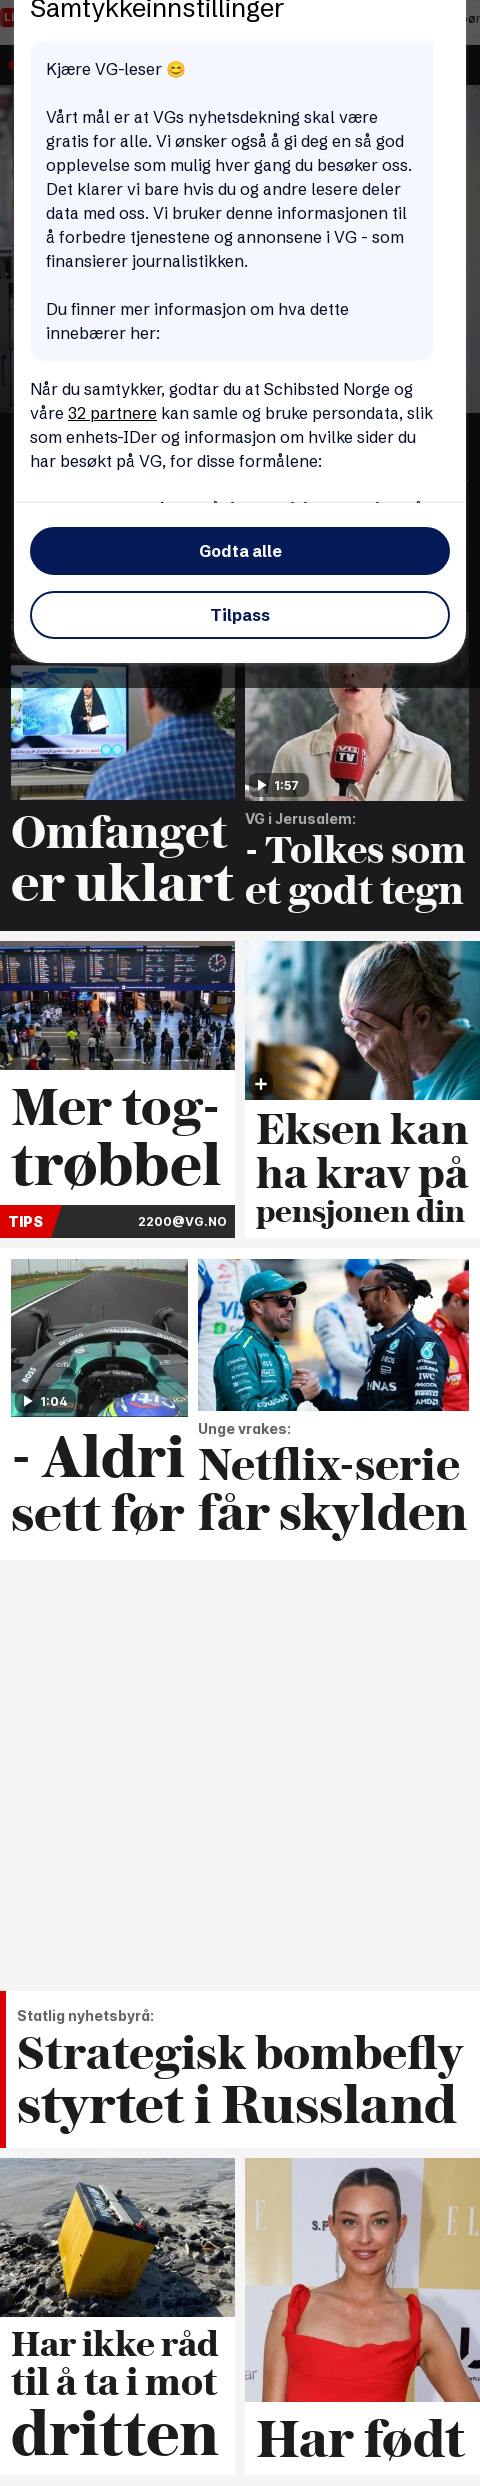 Samtykkeinnstillinger
Kjære VG-leser 😊
Vårt mål er at VGs nyhetsdekning skal være
gratis for alle. Vi ønsker også å gi deg en så god
opplevelse som mulig hver gang du besøker oss.
Det klarer vi bare hvis du og andre lesere deler
data med oss. Vi bruker denne informasjonen til
å forbedre tjenestene og annonsene i VG - som
finansierer journalistikken.
Du finner mer informasjon om hva dette
innebærer her:
Når du samtykker, godtar du at Schibsted Norge og
våre 32 partnere kan samle og bruke persondata, slik
som enhets-IDer og informasjon om hvilke sider du
har besøkt på VG, for disse formålene:
Godta alle
Tilpass
VG
TV
1:57
Omfanget
er uklart
VG i Jerusalem:
- Tolkes som
et godt tegn
Mer tog-
trøbbel
TIPS
2200@VG.NO
Eksen kan
ha krav på
pensjonen din
1:04
- Aldri
sett før
Unge vrakes:
Netflix-serie
får skylden
Statlig nyhetsbyrå:
Strategisk bombefly
styrtet i Russland
Har ikke råd
til å ta i mot
dritten
Har født